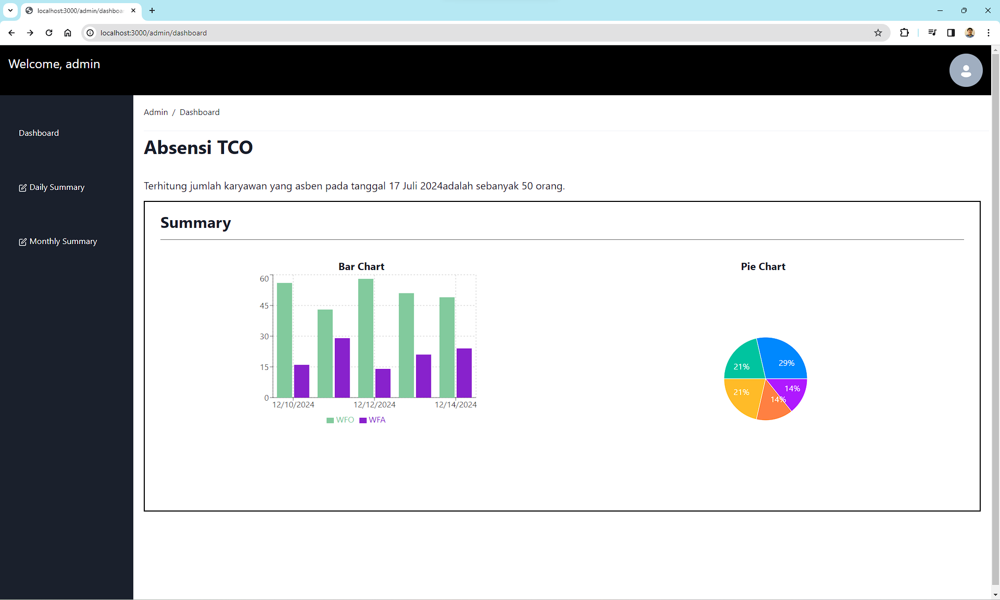 localhost:3000/admin/dashboa
localhost:3000/admin/dashboard
Welcome, admin
Admin / Dashboard
Dashboard
Absensi TCO
Daily Summary
Terhitung jumlah karyawan yang asben pada tanggal 17 Juli 2024adalah sebanyak 50 orang.
Summary
Monthly Summary
Bar Chart
60
45
30
15
0
12/10/2024 12/12/2024 12/14/2024
WFO WFA
Pie Chart
29%
21%
21%
14%
14%